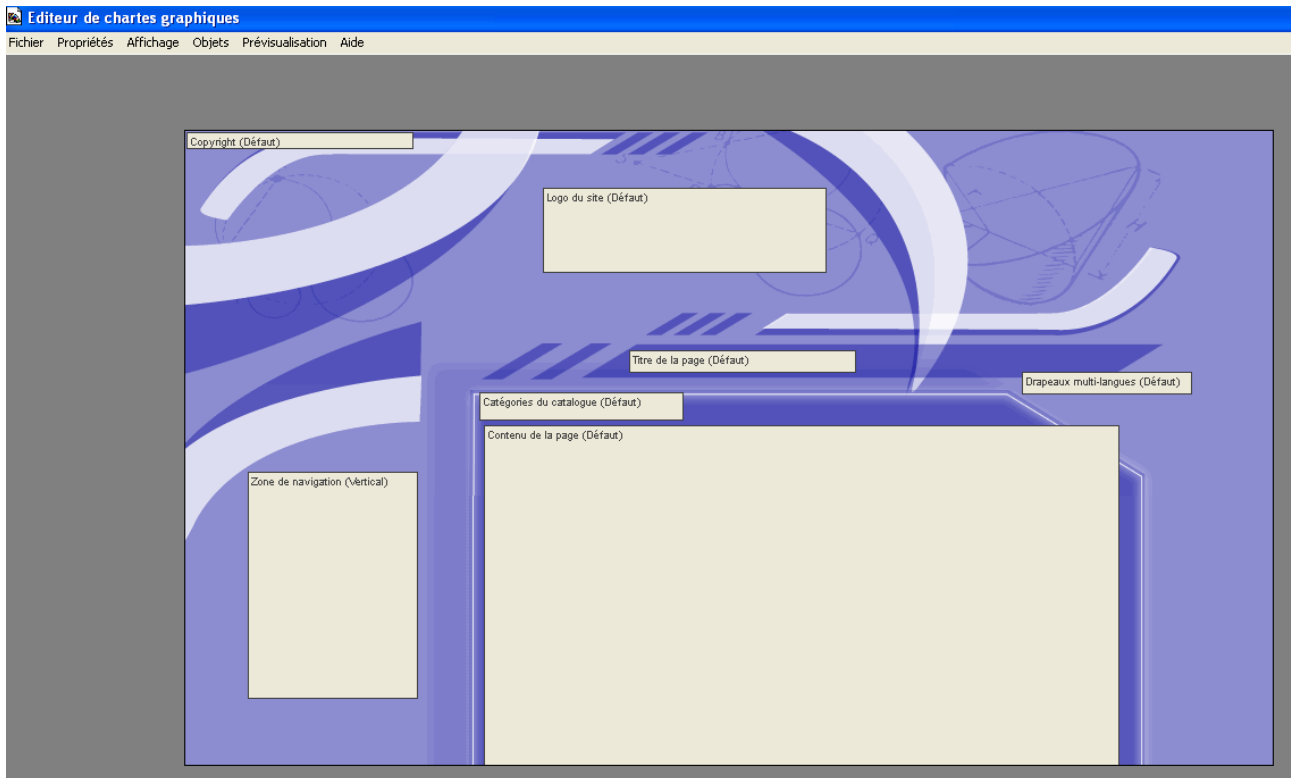 Editeur de chartes graphiques
Fichier Propriétés Affichage Objets Prévisualisation Aide
Copyright (Défaut)
Logo du site (Défaut)
Titre de la page (Défaut)
Drapeaux multi-langues (Défaut)
Catégories du catalogue (Défaut)
Contenu de la page (Défaut)
Zone de navigation (Vertical)